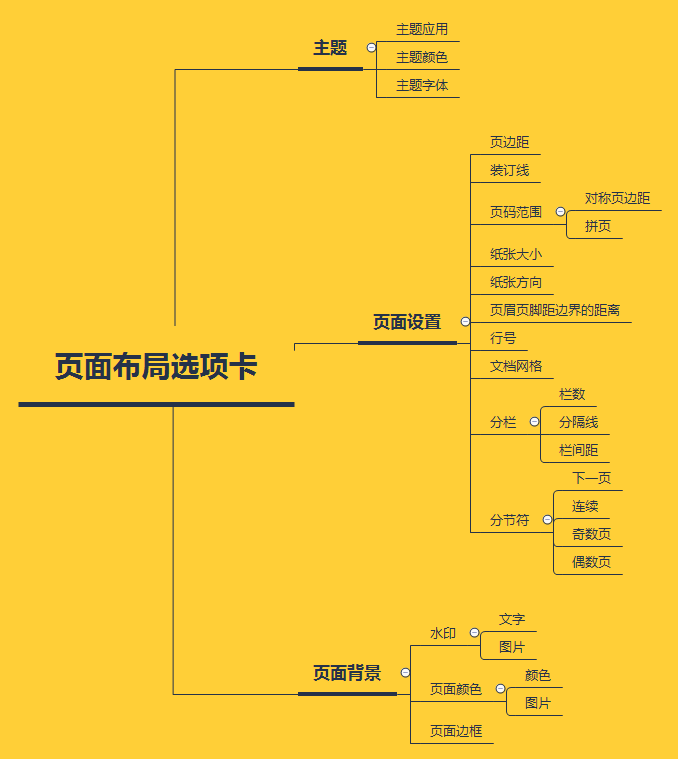 页面布局选项卡
主题
主题应用
主题颜色
主题字体
页面设置
页边距
装订线
页码范围
对称页边距
拼页
纸张大小
纸张方向
页眉页脚距边界的距离
行号
文档网格
分栏
栏数
分隔线
栏间距
分节符
下一页
连续
奇数页
偶数页
页面背景
水印
文字
图片
页面颜色
颜色
图片
页面边框